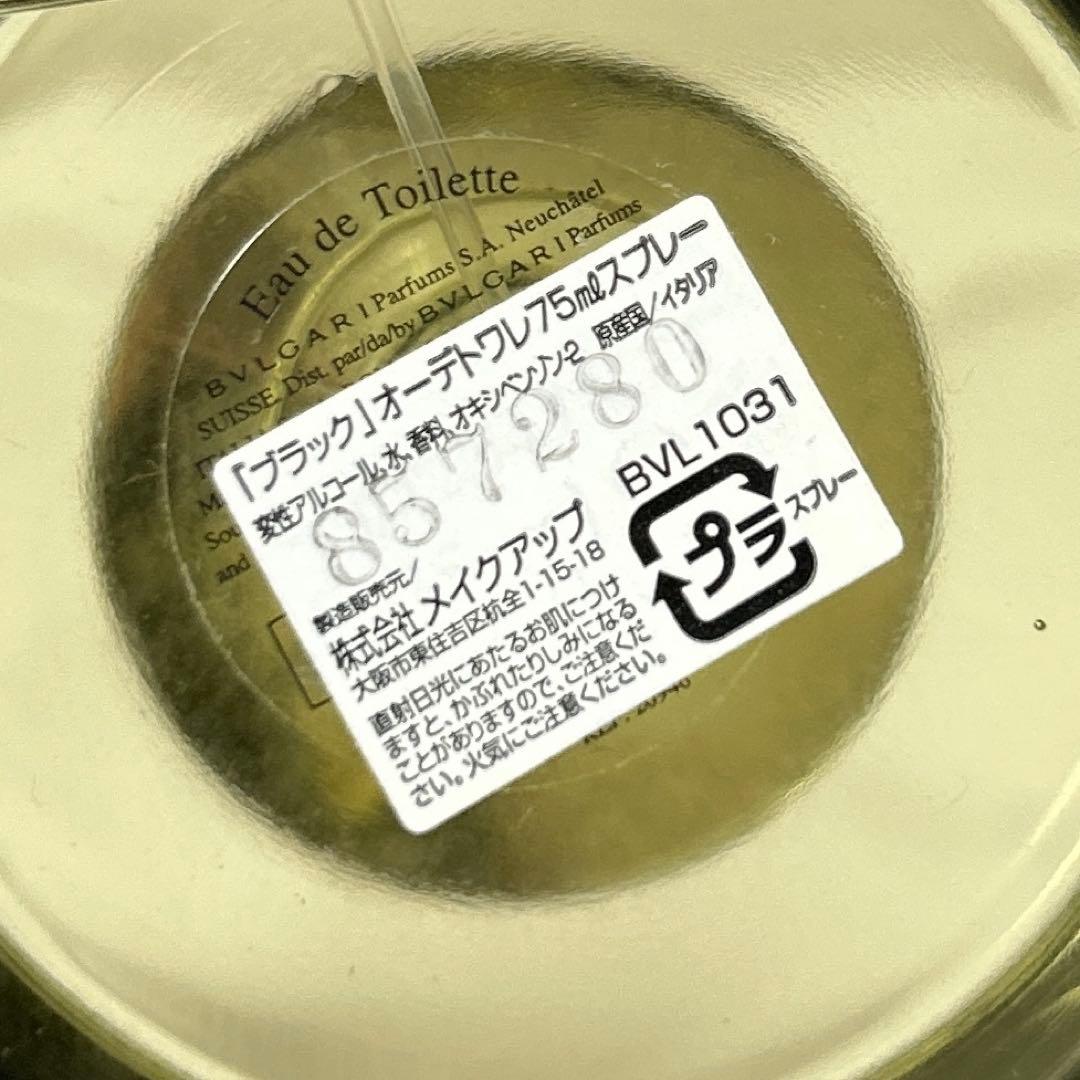 Eau de Toilette
BVLGARI Parfums S.A. Neuchâtel
SUISSE Dist. par/da/by BVLGARI Parfums
and
「ブラック」オーデトワレ75mlスプレー
変性アルコール、水、香料、オキシベンゾン-2 原産国/イタリア
857280
BVL1031
プラ
スプレー
製造販売元/
株式会社 メイクアップ
大阪市東住吉区杭全1-15-18
直射日光にあたるお肌につけ
ますと、かぶれたりしみになる
ことがありますので、ご注意くだ
さい。火気にご注意ください。